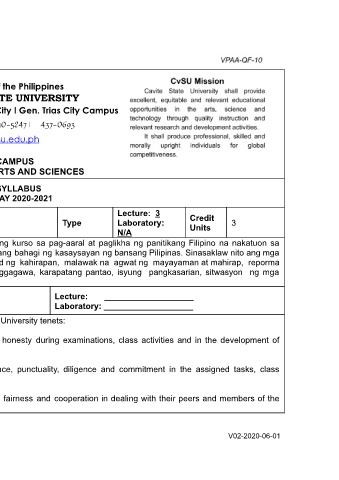 VPAA-QF-10
f the Philippines
TE UNIVERSITY
City I Gen. Trias City Campus
0-5247I 437-0693
u.edu.ph
CAMPUS
RTS AND SCIENCES
CvSU Mission
Cavite State University shall provide
excellent, equitable and relevant educational
opportunities in the arts, science and
technology through quality instruction and
relevant research and development activities.
It shall produce professional, skilled and
morally upright individuals for global
competitiveness.
SYLLABUS
AY 2020-2021
Type
Lecture: 3
Laboratory:
N/A
Credit
Units
3
ng kurso sa pag-aaral at paglikha ng panitikang Filipino na nakatuon sa
ang bahagi ng kasaysayan ng bansang Pilipinas. Sinasaklaw nito ang mga
d ng kahirapan, malawak na agwat ng mayayaman at mahirap, reporma
ggagawa, karapatang pantao, isyung pangkasarian, sitwasyon ng mga
Lecture:
Laboratory:
University tenets:
honesty during examinations, class activities and in the development of
ce, punctuality, diligence and commitment in the assigned tasks, class
fairness and cooperation in dealing with their peers and members of the
V02-2020-06-01